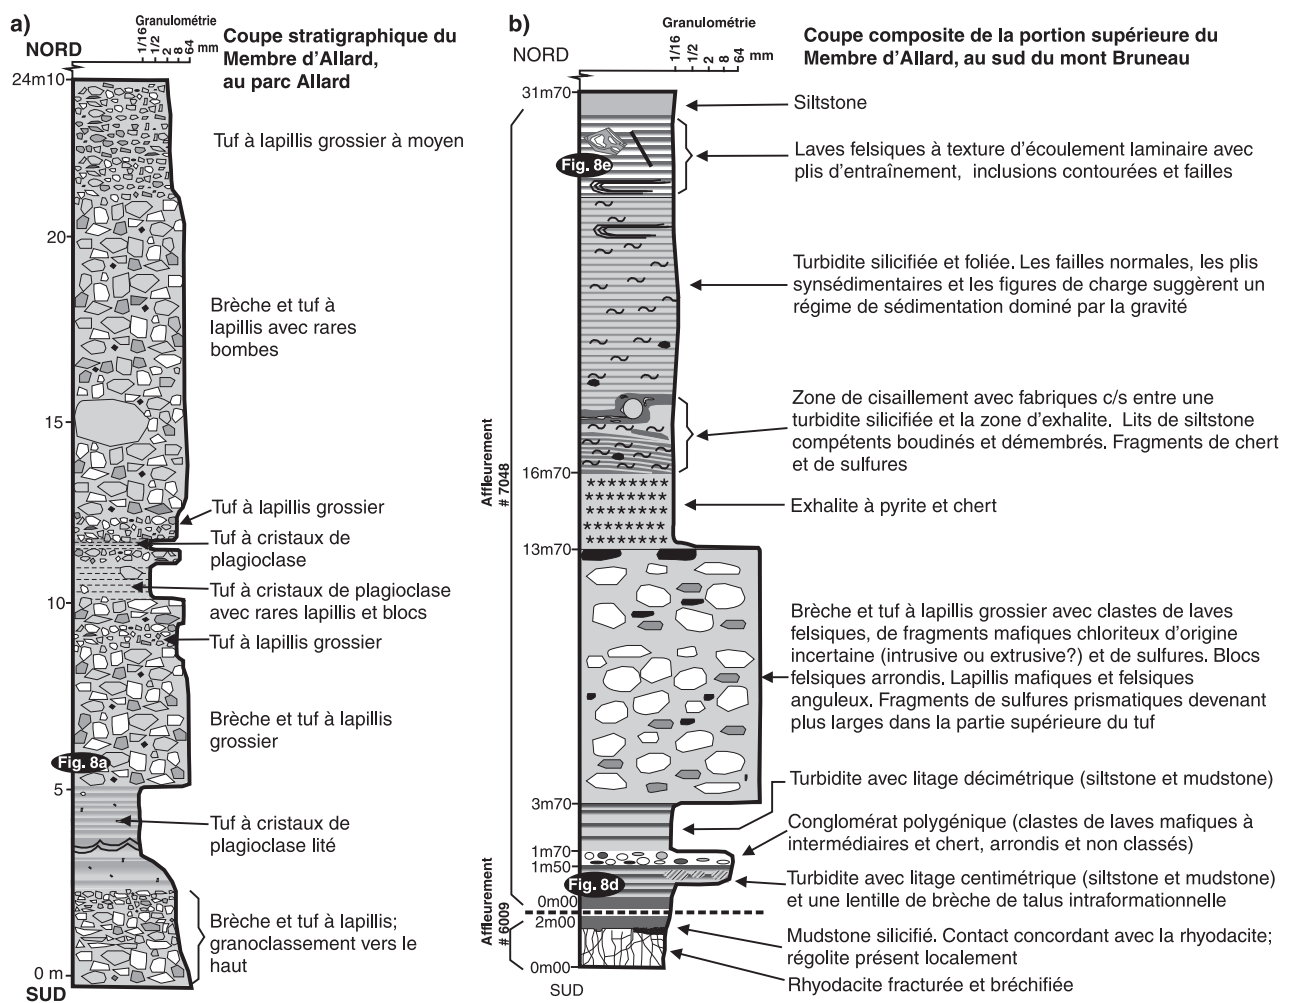 a)
Granulométrie
1/16
1/2
2
8
64
mm
NORD
Coupe stratigraphique du
Membre d'Allard,
au parc Allard
24m10
Tuf à lapillis grossier à moyen
20
Brèche et tuf à
lapillis avec rares
bombes
15
Tuf à lapillis grossier
Tuf à cristaux de
plagioclase
Tuf à cristaux de plagioclase
avec rares lapillis et blocs
10
Tuf à lapillis grossier
Brèche et tuf à lapillis
grossier
Fig. 8a
5
Tuf à cristaux de
plagioclase lité
Brèche et tuf à lapillis;
granoclassement vers le
haut
0 m
SUD
b)
Granulométrie
1/16
1/2
2
8
64
mm
NORD
Coupe composite de la portion supérieure du
Membre d'Allard, au sud du mont Bruneau
31m70
Siltstone
Laves felsiques à texture d'écoulement laminaire avec
plis d'entraînement, inclusions contourées et failles
Fig. 8e
Turbidite silicifiée et foliée. Les failles normales, les plis
synsédimentaires et les figures de charge suggèrent un
régime de sédimentation dominé par la gravité
Zone de cisaillement avec fabriques c/s entre une
turbidite silicifiée et la zone d'exhalite. Lits de siltstone
compétents boudinés et démembrés. Fragments de chert
et de sulfures
Affleurement
# 7048
16m70
Exhalite à pyrite et chert
13m70
Brèche et tuf à lapillis grossier avec clastes de laves
felsiques, de fragments mafiques chloriteux d'origine
incertaine (intrusive ou extrusive?) et de sulfures. Blocs
felsiques arrondis. Lapillis mafiques et felsiques
anguleux. Fragments de sulfures prismatiques devenant
plus larges dans la partie supérieure du tuf
Turbidite avec litage décimétrique (siltstone et mudstone)
3m70
Conglomérat polygénique (clastes de laves mafiques à
intermédiaires et chert, arrondis et non classés)
1m70
1m50
Fig. 8d
Turbidite avec litage centimétrique (siltstone et mudstone)
et une lentille de brèche de talus intraformationnelle
0m00
2m00
Affleurement
# 6009
Mudstone silicifié. Contact concordant avec la rhyodacite;
régolite présent localement
0m00
Rhyodacite fracturée et bréchifiée
SUD